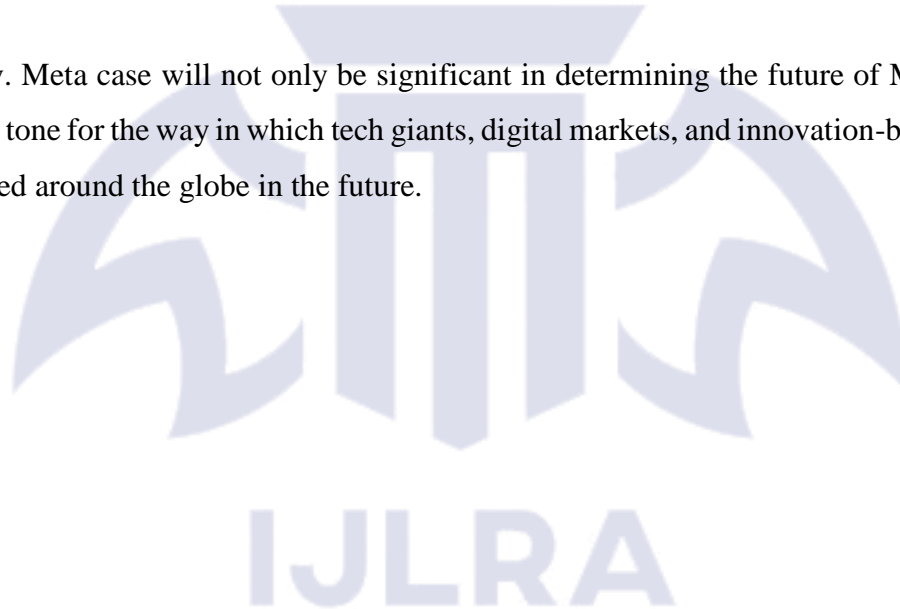 . Meta case will not only be significant in determining the future of
tone for the way in which tech giants, digital markets, and innovation-b
ed around the globe in the future.
IJLRA